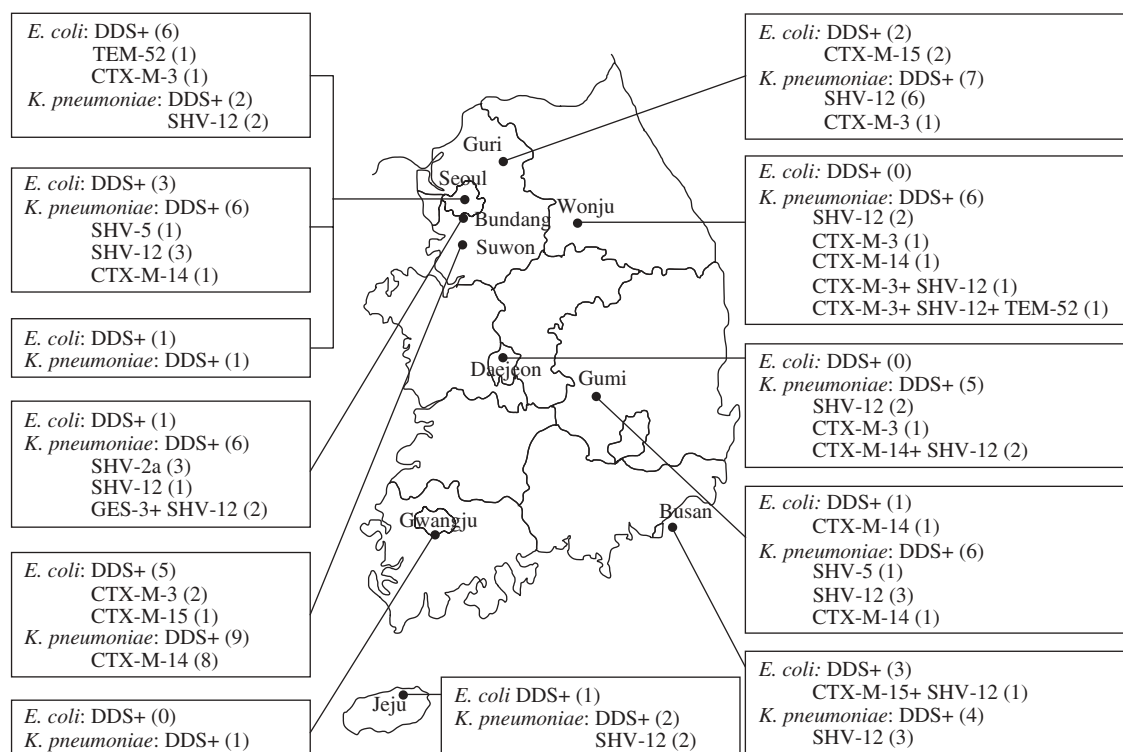 E. coli: DDS+ (6)
TEM-52 (1)
CTX-M-3 (1)
K. pneumoniae: DDS+ (2)
SHV-12 (2)
E. coli: DDS+ (3)
K. pneumoniae: DDS+ (6)
SHV-5 (1)
SHV-12 (3)
CTX-M-14 (1)
E. coli: DDS+ (1)
K. pneumoniae: DDS+ (1)
E. coli: DDS+ (1)
K. pneumoniae: DDS+ (6)
SHV-2a (3)
SHV-12 (1)
GES-3+ SHV-12 (2)
E. coli: DDS+ (5)
CTX-M-3 (2)
CTX-M-15 (1)
K. pneumoniae: DDS+ (9)
CTX-M-14 (8)
E. coli: DDS+ (0)
K. pneumoniae: DDS+ (1)
Guri
Seoul
Bundang
Wonju
Suwon
Daejeon
Gumi
Gwangju
Busan
Jeju
E. coli DDS+ (1)
K. pneumoniae: DDS+ (2)
SHV-12 (2)
E. coli: DDS+ (2)
CTX-M-15 (2)
K. pneumoniae: DDS+ (7)
SHV-12 (6)
CTX-M-3 (1)
E. coli: DDS+ (0)
K. pneumoniae: DDS+ (6)
SHV-12 (2)
CTX-M-3 (1)
CTX-M-14 (1)
CTX-M-3+ SHV-12 (1)
CTX-M-3+ SHV-12+ TEM-52 (1)
E. coli: DDS+ (0)
K. pneumoniae: DDS+ (5)
SHV-12 (2)
CTX-M-3 (1)
CTX-M-14+ SHV-12 (2)
E. coli: DDS+ (1)
CTX-M-14 (1)
K. pneumoniae: DDS+ (6)
SHV-5 (1)
SHV-12 (3)
CTX-M-14 (1)
E. coli: DDS+ (3)
CTX-M-15+ SHV-12 (1)
K. pneumoniae: DDS+ (4)
SHV-12 (3)